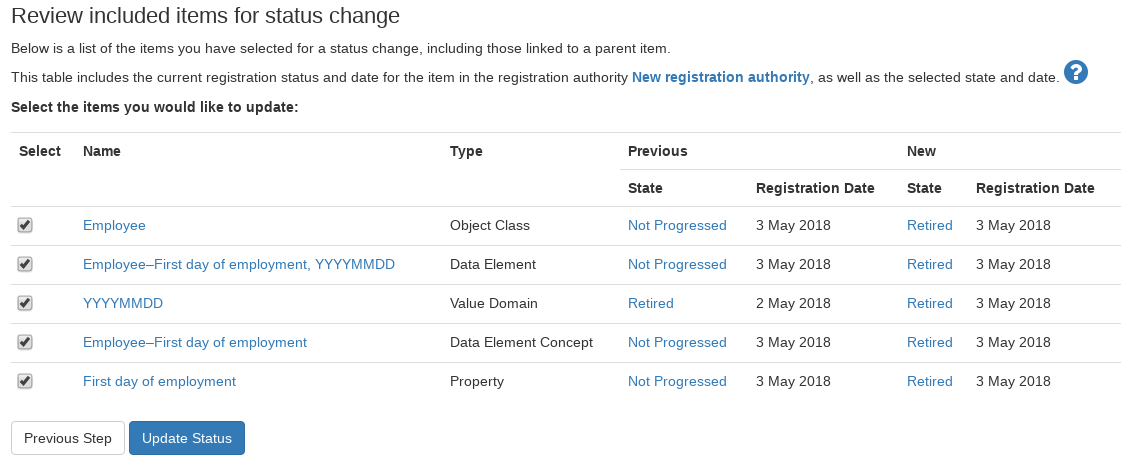 Review included items for status change
Below is a list of the items you have selected for a status change, including those linked to a parent item.
This table includes the current registration status and date for the item in the registration authority New registration authority, as well as the selected state and date. ?
Select the items you would like to update:
Select Name Type Previous New
State Registration Date State Registration Date
Employee Object Class Not Progressed 3 May 2018 Retired 3 May 2018
Employee–First day of employment, YYYYMMDD Data Element Not Progressed 3 May 2018 Retired 3 May 2018
YYYYMMDD Value Domain Retired 2 May 2018 Retired 3 May 2018
Employee–First day of employment Data Element Concept Not Progressed 3 May 2018 Retired 3 May 2018
First day of employment Property Not Progressed 3 May 2018 Retired 3 May 2018
Previous Step Update Status